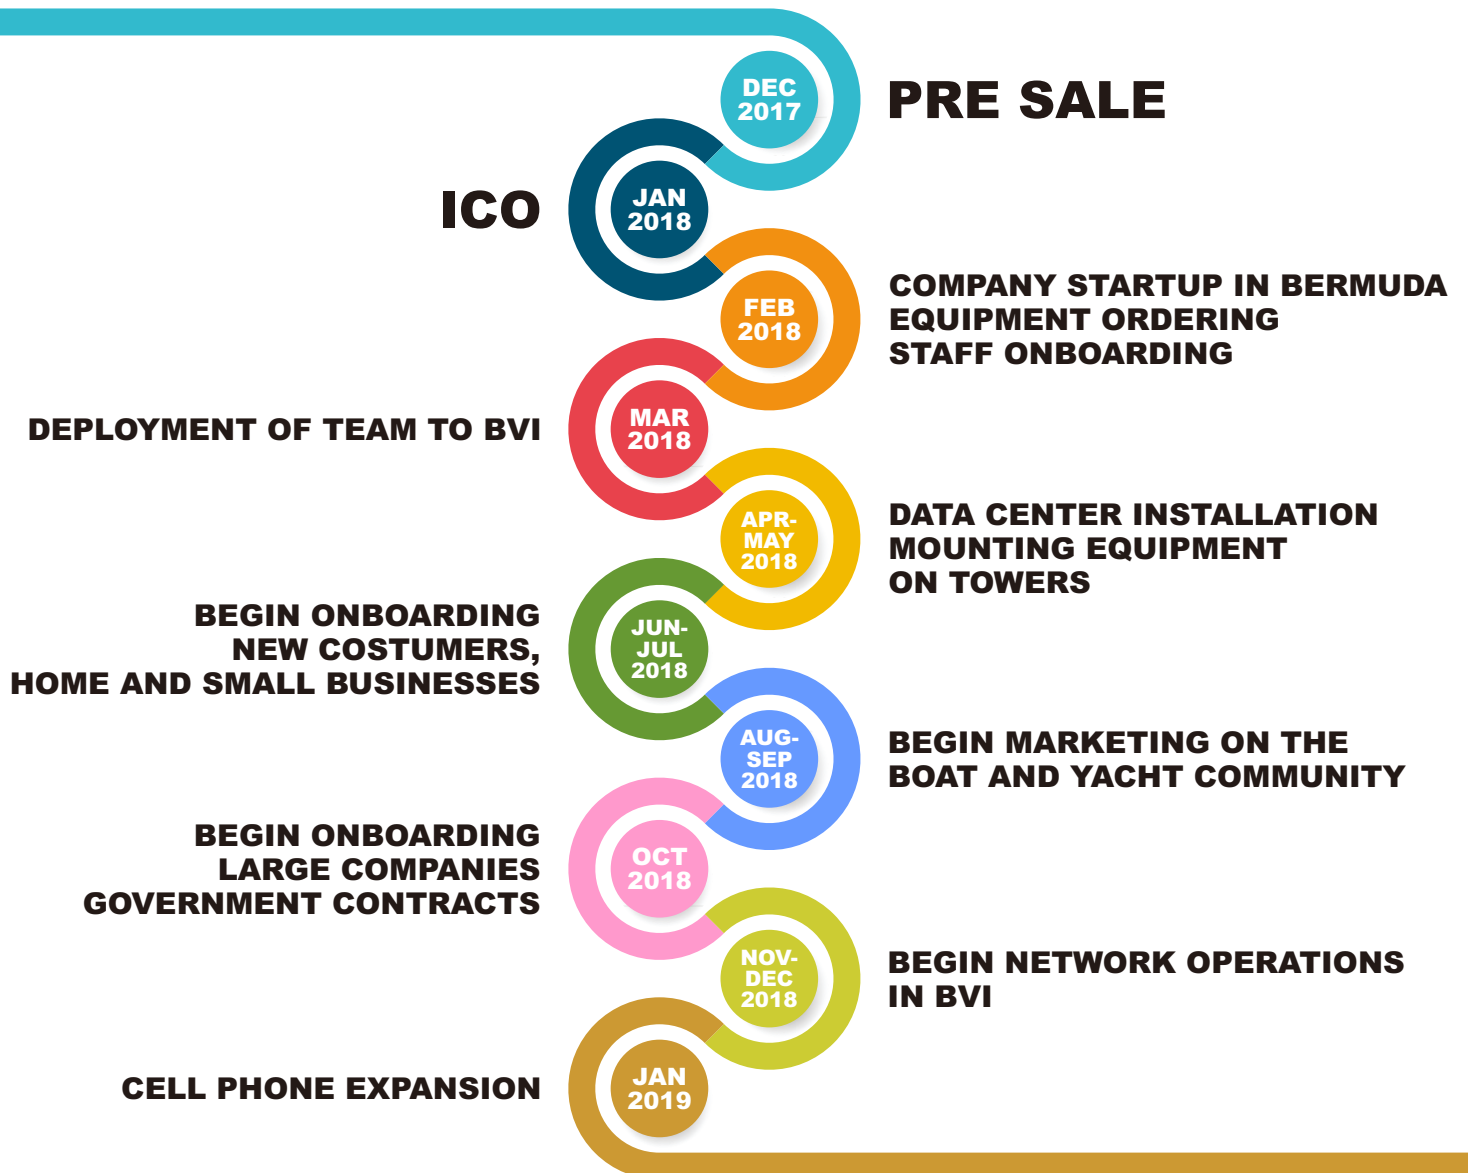 DEC
2017
PRE SALE
ICO
JAN
2018
FEB
2018
COMPANY STARTUP IN BERMUDA
EQUIPMENT ORDERING
STAFF ONBOARDING
DEPLOYMENT OF TEAM TO BVI
MAR
2018
APR-
MAY
2018
DATA CENTER INSTALLATION
MOUNTING EQUIPMENT
ON TOWERS
BEGIN ONBOARDING
NEW COSTUMERS,
HOME AND SMALL BUSINESSES
JUN-
JUL
2018
AUG-
SEP
2018
BEGIN MARKETING ON THE
BOAT AND YACHT COMMUNITY
BEGIN ONBOARDING
LARGE COMPANIES
GOVERNMENT CONTRACTS
OCT
2018
NOV-
DEC
2018
BEGIN NETWORK OPERATIONS
IN BVI
CELL PHONE EXPANSION
JAN
2019